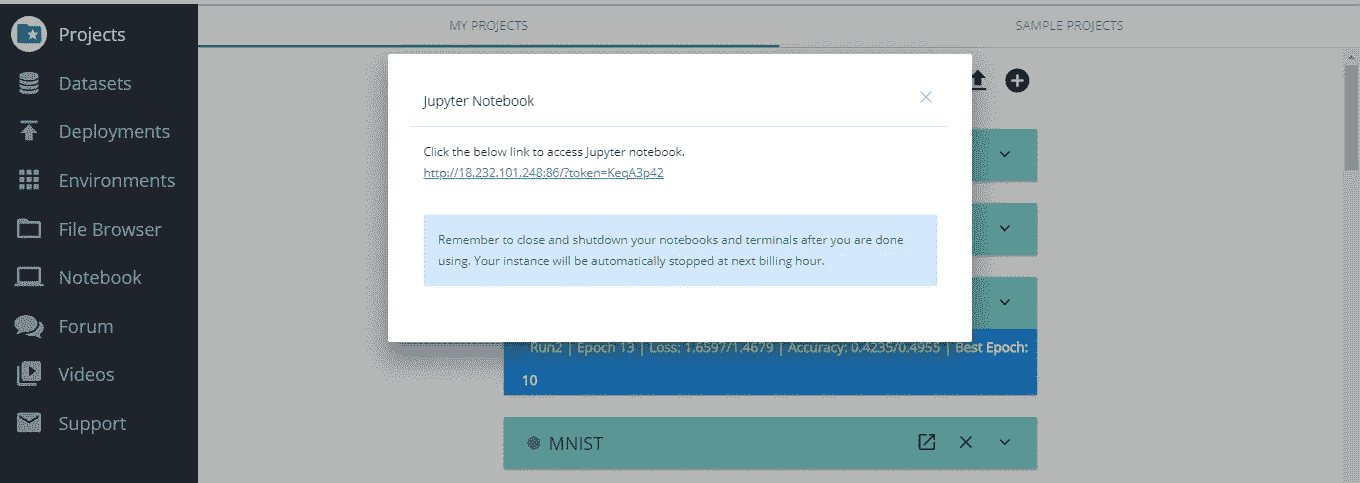 Projects
Datasets
Deployments
Environments
File Browser
Notebook
Forum
Videos
Support
MY PROJECTS
SAMPLE PROJECTS
Jupyter Notebook
Click the below link to access Jupyter notebook.
http://18.232.101.248:86/?token=KeqA3p42
Remember to close and shutdown your notebooks and terminals after you are done
using. Your instance will be automatically stopped at next billing hour.
Run2 | Epoch 13 | Loss: 1.6597/1.4679 | Accuracy: 0.4235/0.4955 | Best Epoch:
10
MNIST